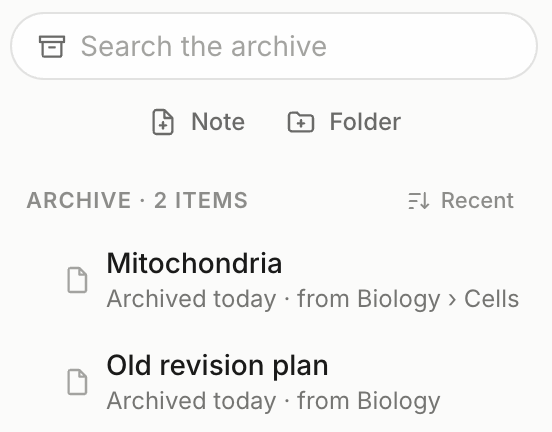 Search the archive
Note Folder
ARCHIVE · 2 ITEMS Recent
Mitochondria
Archived today · from Biology › Cells
Old revision plan
Archived today · from Biology